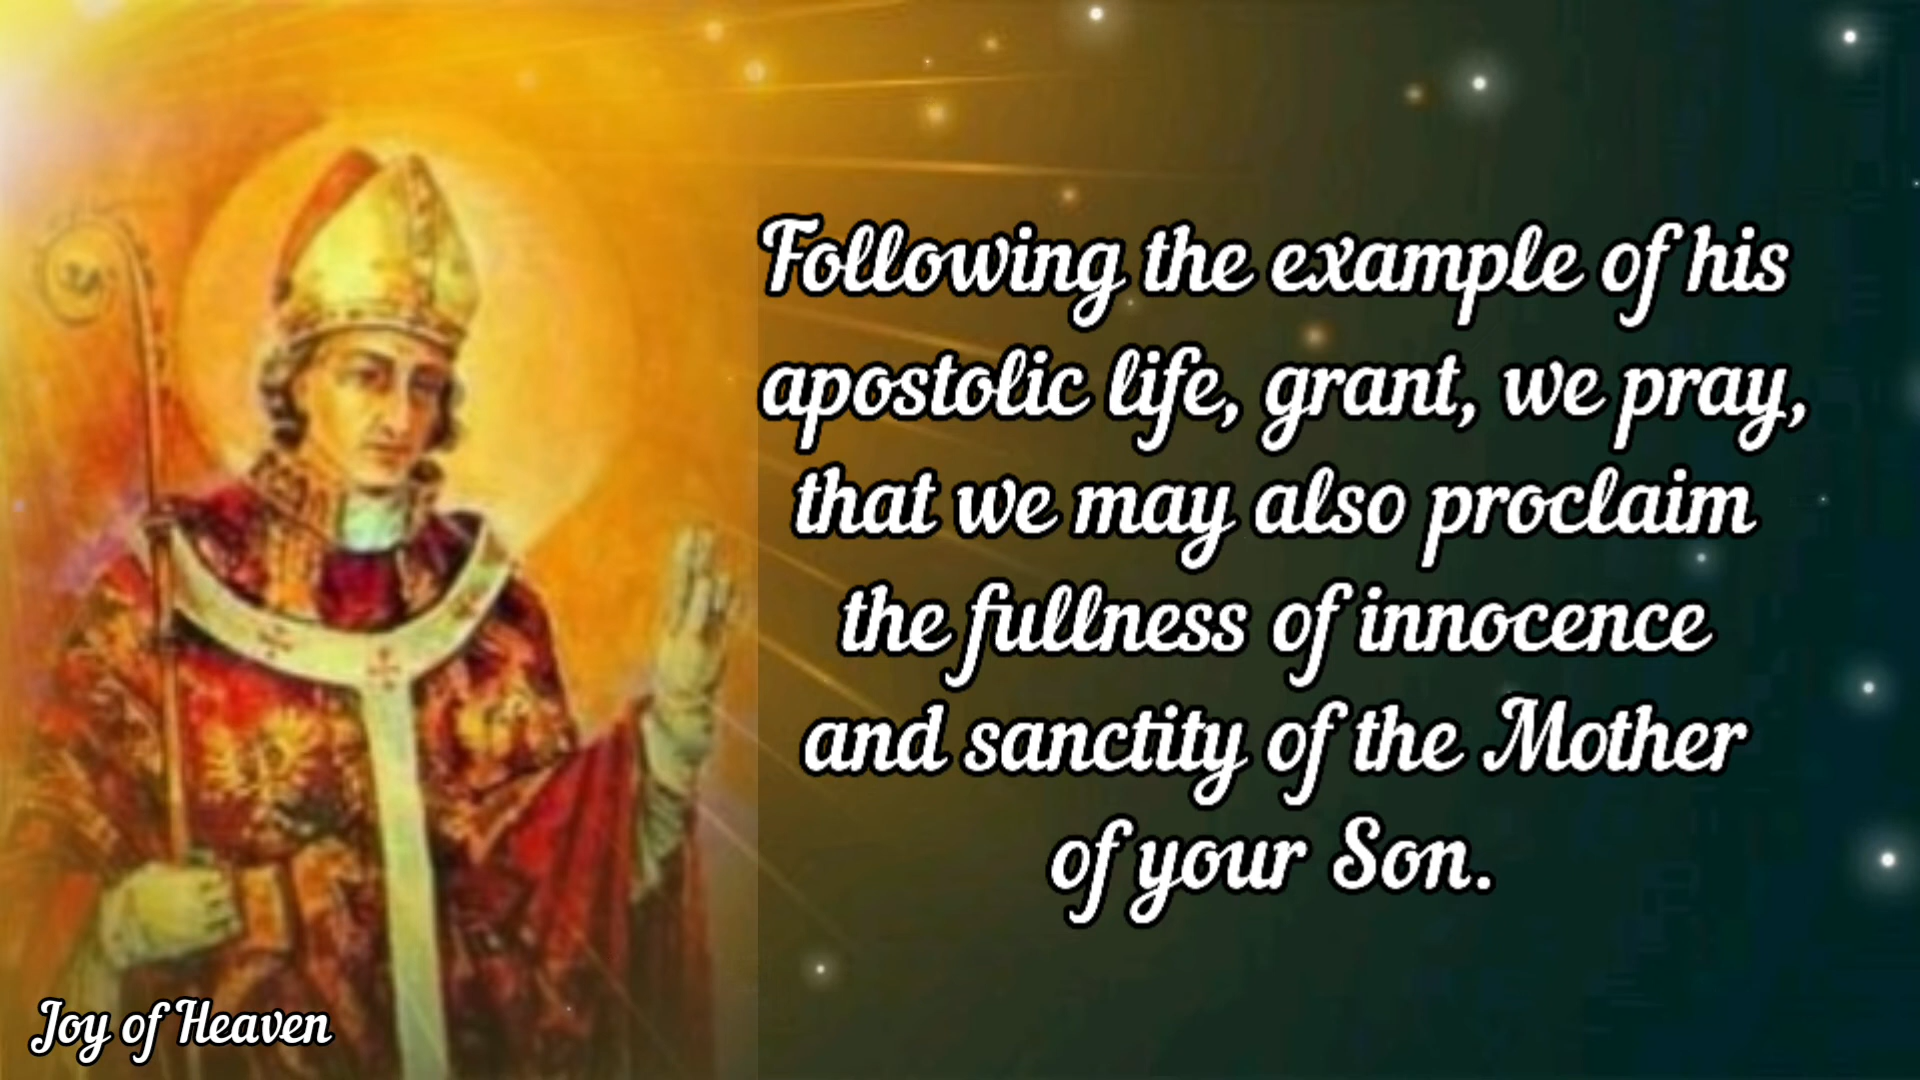 Following the example of his
apostolic life, grant, we pray,
that we may also proclaim
the fullness of innocence
and sanctity of the Mother
of your Son.
Joy of Heaven